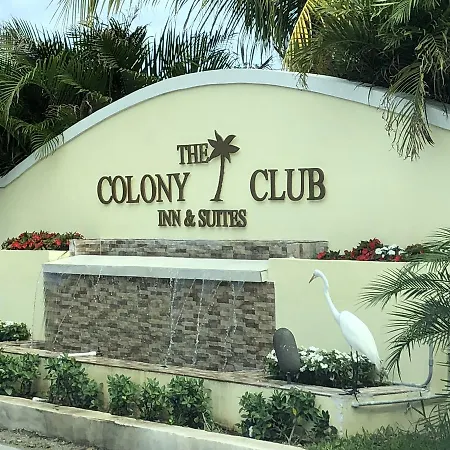 THE
COLONY CLUB
INN & SUITES